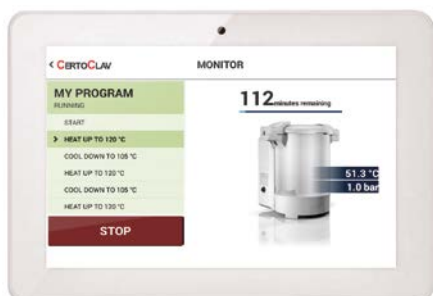 < CERTOCLAV
MONITOR
MY PROGRAM
RUNNING
START
> HEAT UP TO 120 °C
COOL DOWN TO 105 °C
HEAT UP TO 120 °C
COOL DOWN TO 105 °C
HEAT UP TO 120 °C
STOP
112 minutes remaining
51.3 °C
1.0 bar